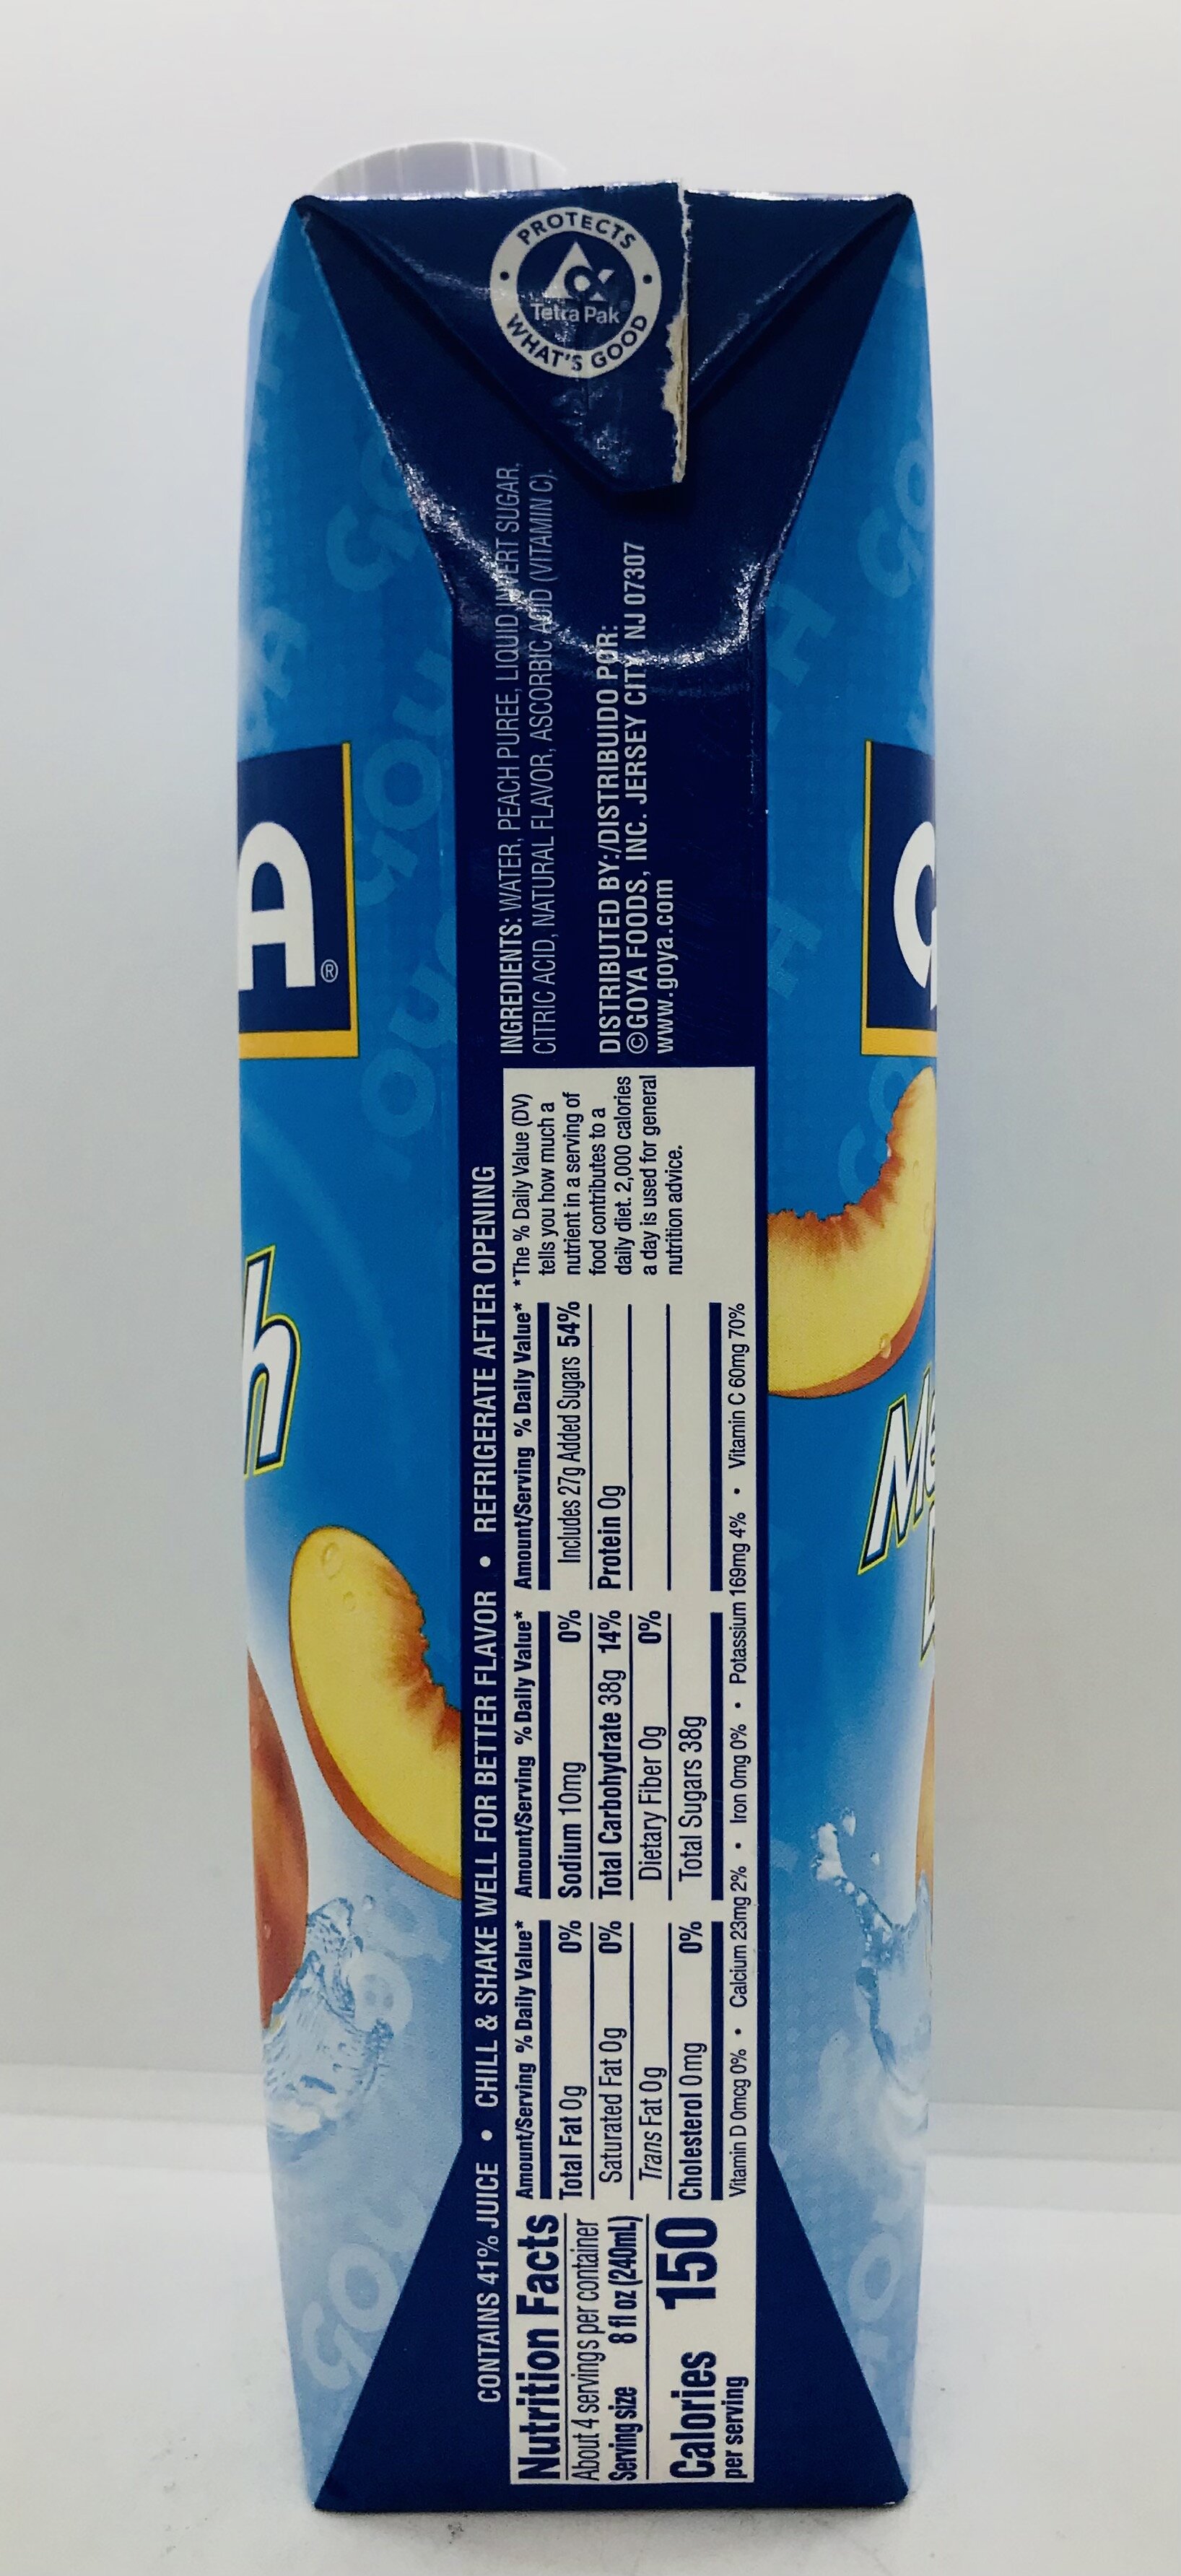 PROTECTS
WHAT'S GOOD
Tetra Pak
CONTAINS 41% JUICE • CHILL & SHAKE WELL FOR BETTER FLAVOR • REFRIGERATE AFTER OPENING
Nutrition Facts
About 4 servings per container
Serving size 8 fl oz (240mL)
Calories 150
per serving
Amount/Serving % Daily Value*
Total Fat 0g 0%
Saturated Fat 0g 0%
Trans Fat 0g
Cholesterol 0mg 0%
Amount/Serving % Daily Value*
Sodium 10mg 0%
Total Carbohydrate 38g 14%
Dietary Fiber 0g 0%
Total Sugars 38g
Amount/Serving % Daily Value*
Includes 27g Added Sugars 54%
Protein 0g
Vitamin D 0mcg 0% • Calcium 23mg 2% • Iron 0mg 0% • Potassium 169mg 4% • Vitamin C 60mg 70%
*The % Daily Value (DV)
tells you how much a
nutrient in a serving of
food contributes to a
daily diet. 2,000 calories
a day is used for general
nutrition advice.
INGREDIENTS: WATER, PEACH PUREE, LIQUID INVERT SUGAR,
CITRIC ACID, NATURAL FLAVOR, ASCORBIC ACID (VITAMIN C).
DISTRIBUTED BY:/DISTRIBUIDO POR:
©GOYA FOODS, INC. JERSEY CITY, NJ 07307
www.goya.com
A®
h
G